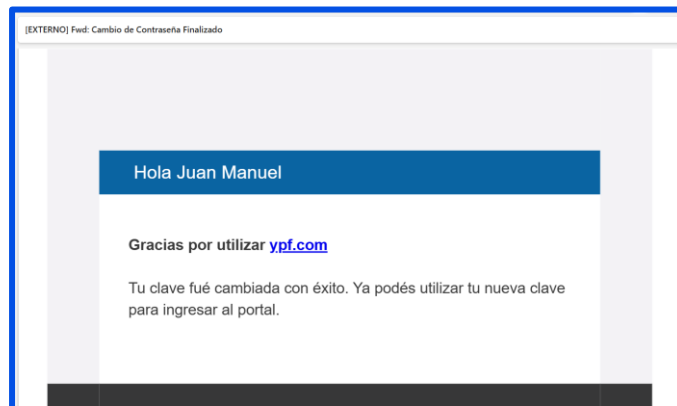 [EXTERNO] Fwd: Cambio de Contraseña Finalizado
Hola Juan Manuel
Gracias por utilizar ypf.com
Tu clave fué cambiada con éxito. Ya podés utilizar tu nueva clave
para ingresar al portal.